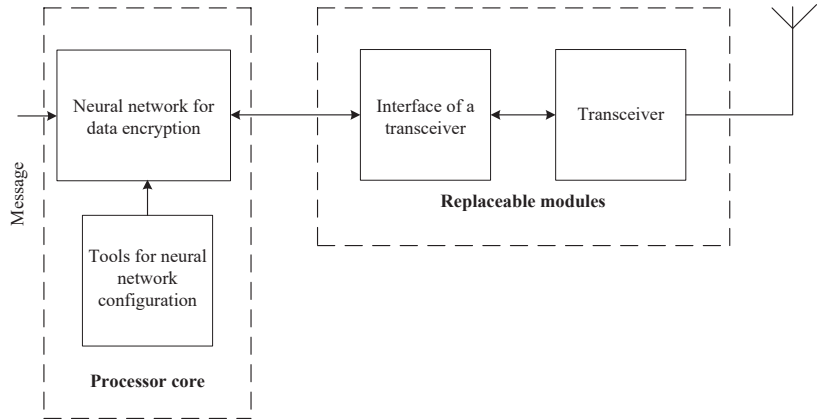 Message
Neural network for
data encryption
Tools for neural
network
configuration
Processor core
Interface of a
transceiver
Transceiver
Replaceable modules